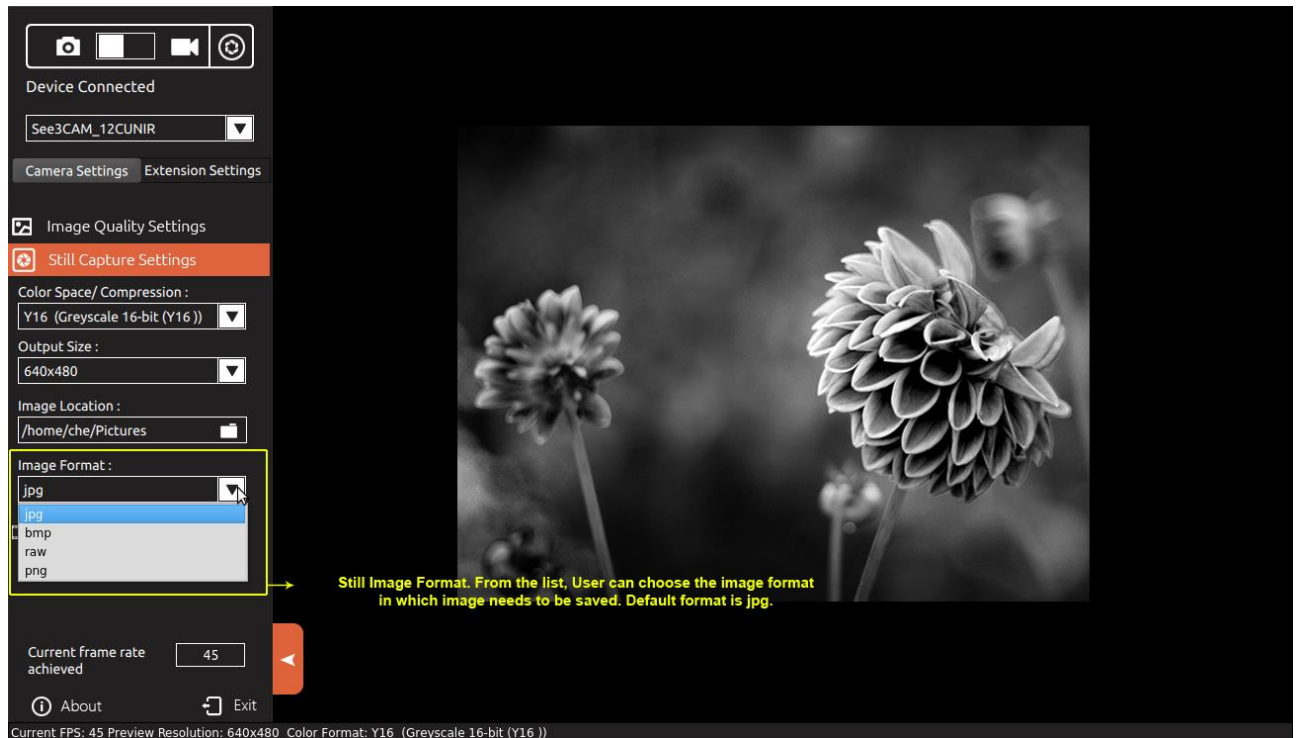 Device Connected
See3CAM_12CUNIR
Camera Settings Extension Settings
Image Quality Settings
Still Capture Settings
Color Space/ Compression :
Y16 (Greyscale 16-bit (Y16 ))
Output Size :
640x480
Image Location :
/home/che/Pictures
Image Format :
jpg
jpg
bmp
raw
png
Still Image Format. From the list, User can choose the image format
in which image needs to be saved. Default format is jpg.
Current frame rate
achieved
45
About
Exit
Current FPS: 45 Preview Resolution: 640x480 Color Format: Y16 (Greyscale 16-bit (Y16 ))